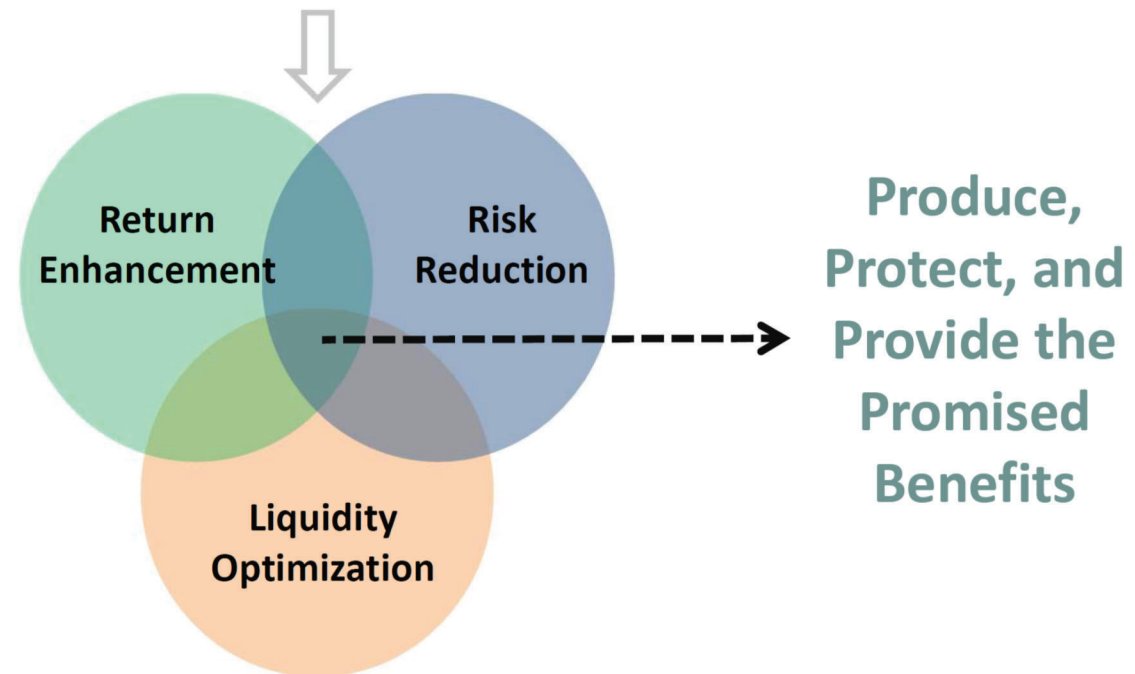 Return
Enhancement
Risk
Reduction
Liquidity
Optimization
Produce,
Protect, and
Provide the
Promised
Benefits